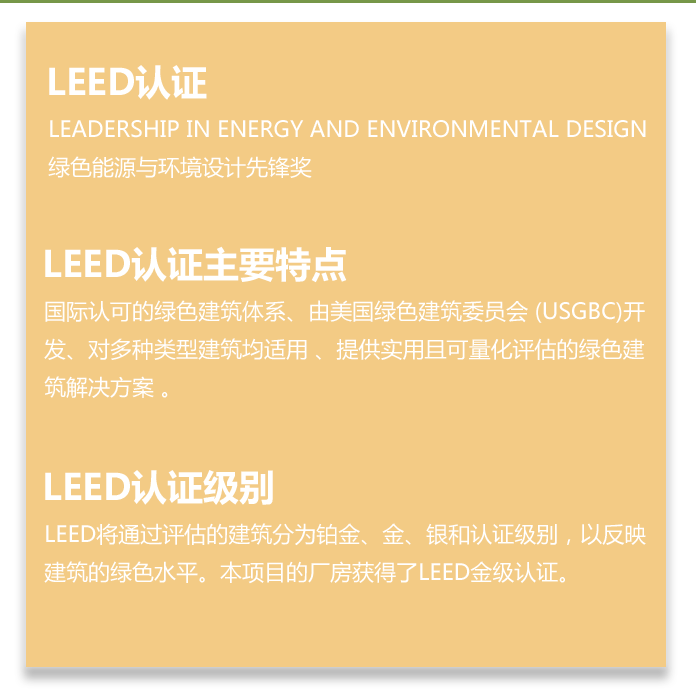 LEED认证
LEADERSHIP IN ENERGY AND ENVIRONMENTAL DESIGN
绿色能源与环境设计先锋奖
LEED认证主要特点
国际认可的绿色建筑体系、由美国绿色建筑委员会 (USGBC)开
发、对多种类型建筑均适用 、提供实用且可量化评估的绿色建
筑解决方案 。
LEED认证级别
LEED将通过评估的建筑分为铂金、金、银和认证级别，以反映
建筑的绿色水平。本项目的厂房获得了LEED金级认证。